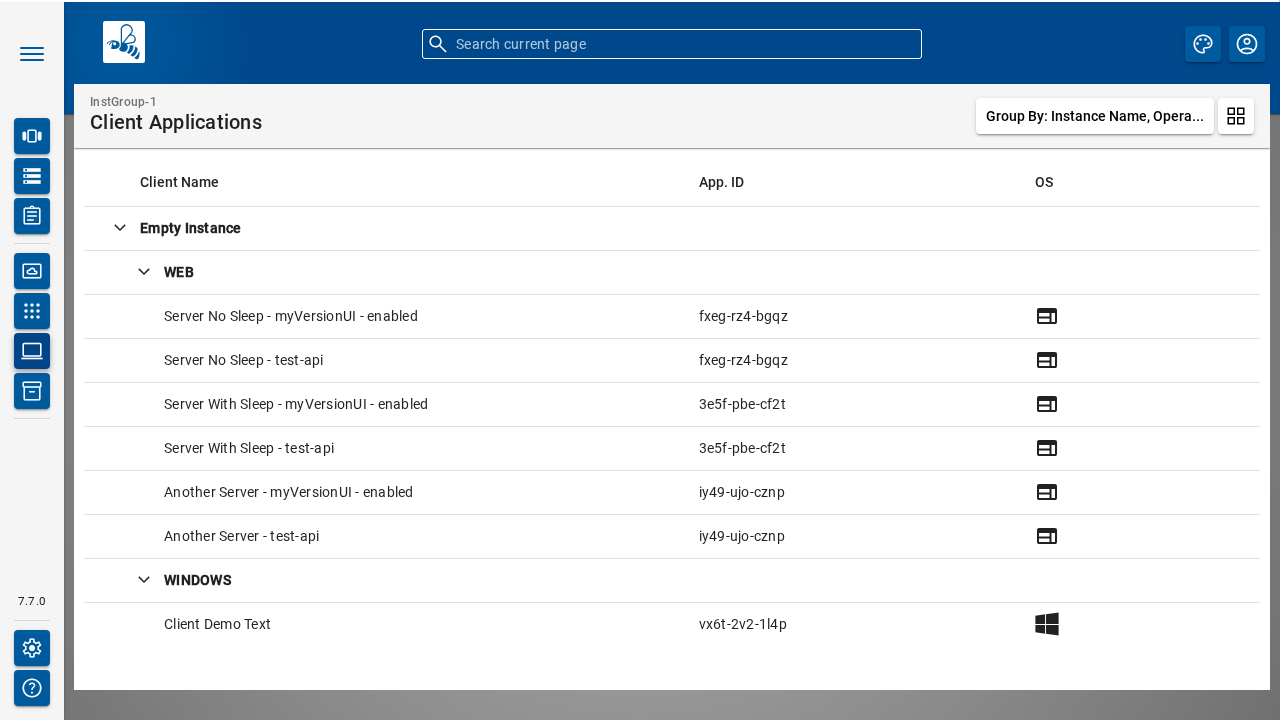 Search current page
InstGroup-1
Client Applications
Group By: Instance Name, Opera...
Client Name App. ID OS
Empty Instance
WEB
Server No Sleep - myVersionUI - enabled fxeg-rz4-bgqz
Server No Sleep - test-api fxeg-rz4-bgqz
Server With Sleep - myVersionUI - enabled 3e5f-pbe-cf2t
Server With Sleep - test-api 3e5f-pbe-cf2t
Another Server - myVersionUI - enabled iy49-ujo-cznp
Another Server - test-api iy49-ujo-cznp
WINDOWS
Client Demo Text vx6t-2v2-1l4p
7.7.0